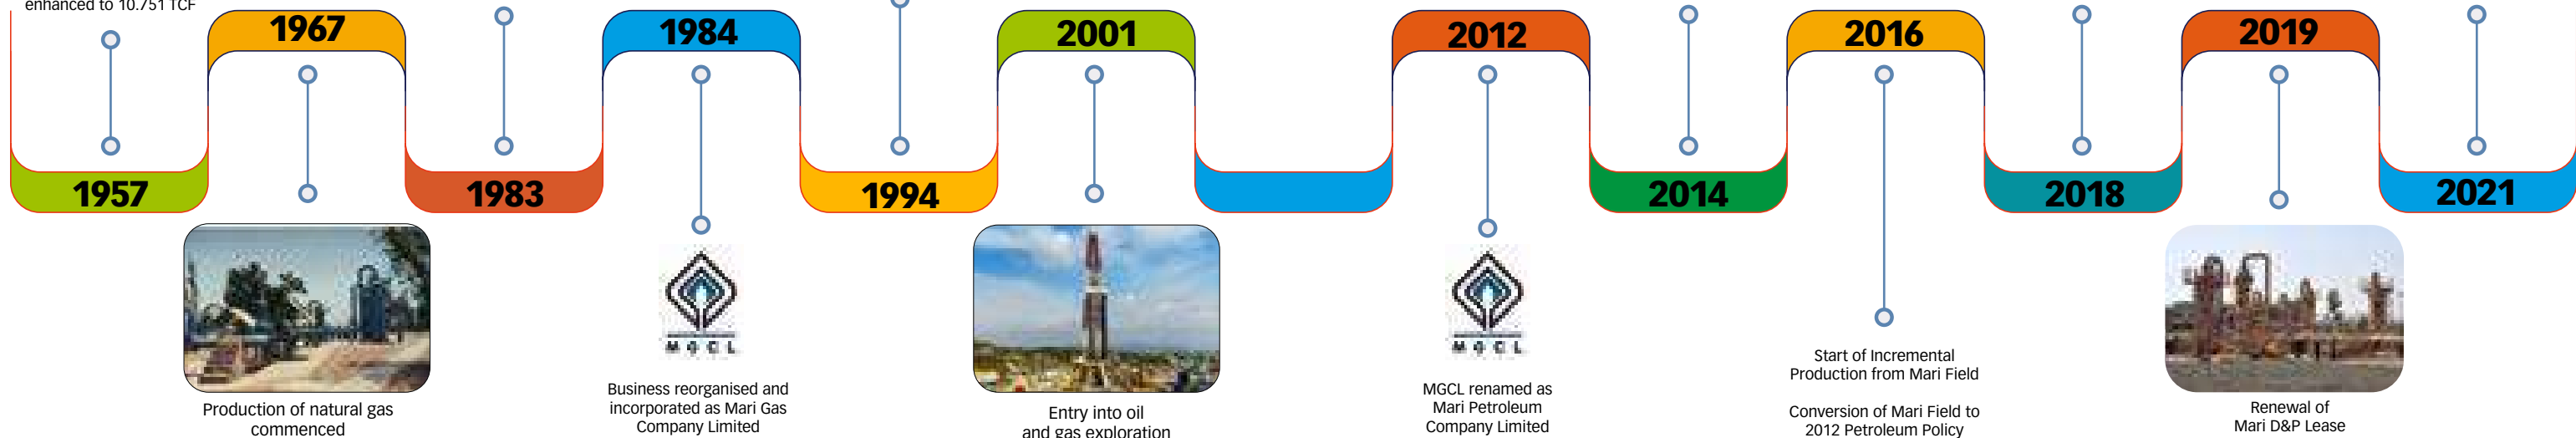 enhanced to 10.751 TCF
1967
1984
2001
2012
2016
2019
1957
1983
1994
2014
2018
2021
MGCL
MGCL
Production of natural gas
commenced
Business reorganised and
incorporated as Mari Gas
Company Limited
Entry into oil
and gas exploration
MGCL renamed as
Mari Petroleum
Company Limited
Start of Incremental
Production from Mari Field
Conversion of Mari Field to
2012 Petroleum Policy
Renewal of
Mari D&P Lease